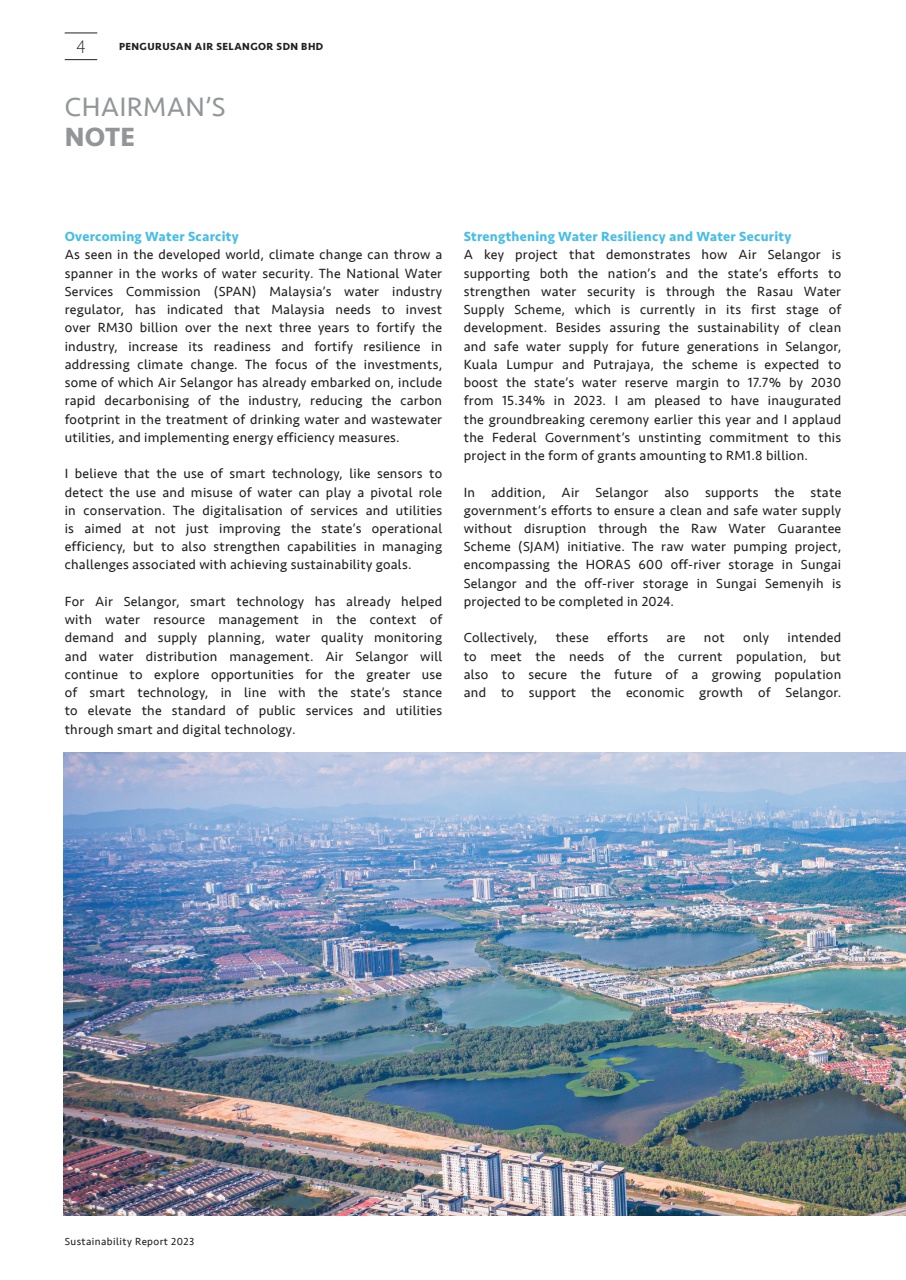 4
PENGURUSAN AIR SELANGOR SDN BHD
CHAIRMAN’S
NOTE
Overcoming Water Scarcity
As seen in the developed world, climate change can throw a
spanner in the works of water security. The National Water
Services Commission (SPAN) Malaysia’s water industry
regulator, has indicated that Malaysia needs to invest
over RM30 billion over the next three years to fortify the
industry, increase its readiness and fortify resilience in
addressing climate change. The focus of the investments,
some of which Air Selangor has already embarked on, include
rapid decarbonising of the industry, reducing the carbon
footprint in the treatment of drinking water and wastewater
utilities, and implementing energy efficiency measures.
I believe that the use of smart technology, like sensors to
detect the use and misuse of water can play a pivotal role
in conservation. The digitalisation of services and utilities
is aimed at not just improving the state’s operational
efficiency, but to also strengthen capabilities in managing
challenges associated with achieving sustainability goals.
For Air Selangor, smart technology has already helped
with water resource management in the context of
demand and supply planning, water quality monitoring
and water distribution management. Air Selangor will
continue to explore opportunities for the greater use
of smart technology, in line with the state’s stance
to elevate the standard of public services and utilities
through smart and digital technology.
Strengthening Water Resiliency and Water Security
A key project that demonstrates how Air Selangor is
supporting both the nation’s and the state’s efforts to
strengthen water security is through the Rasau Water
Supply Scheme, which is currently in its first stage of
development. Besides assuring the sustainability of clean
and safe water supply for future generations in Selangor,
Kuala Lumpur and Putrajaya, the scheme is expected to
boost the state’s water reserve margin to 17.7% by 2030
from 15.34% in 2023. I am pleased to have inaugurated
the groundbreaking ceremony earlier this year and I applaud
the Federal Government’s unstinting commitment to this
project in the form of grants amounting to RM1.8 billion.
In addition, Air Selangor also supports the state
government’s efforts to ensure a clean and safe water supply
without disruption through the Raw Water Guarantee
Scheme (SJAM) initiative. The raw water pumping project,
encompassing the HORAS 600 off-river storage in Sungai
Selangor and the off-river storage in Sungai Semenyih is
projected to be completed in 2024.
Collectively, these efforts are not only intended
to meet the needs of the current population, but
also to secure the future of a growing population
and to support the economic growth of Selangor.
Sustainability Report 2023